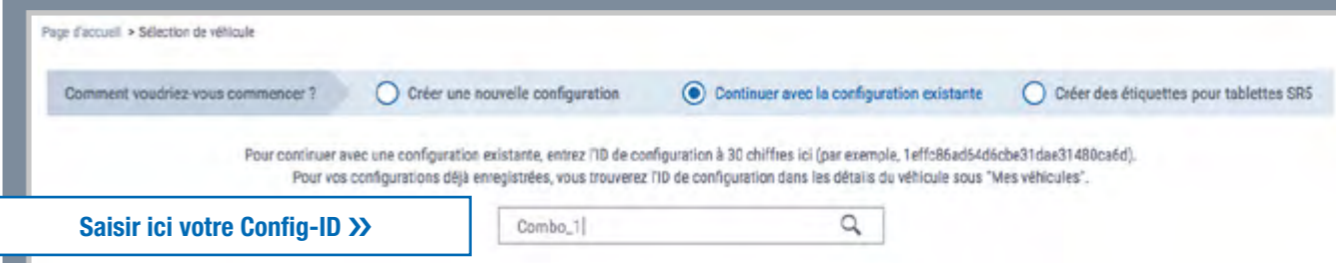 Page d'accueil > Sélection de véhicule
Comment voudriez-vous commencer ? Créer une nouvelle configuration Continuer avec la configuration existante Créer des étiquettes pour tablettes SR5
Pour continuer avec une configuration existante, entrez l'ID de configuration à 30 chiffres ici (par exemple, 1effc86ad54d6cbe31dae31480ca6d).
Pour vos configurations déjà enregistrées, vous trouverez l'ID de configuration dans les détails du véhicule sous "Mes véhicules".
Saisir ici votre Config-ID »
Combo_1